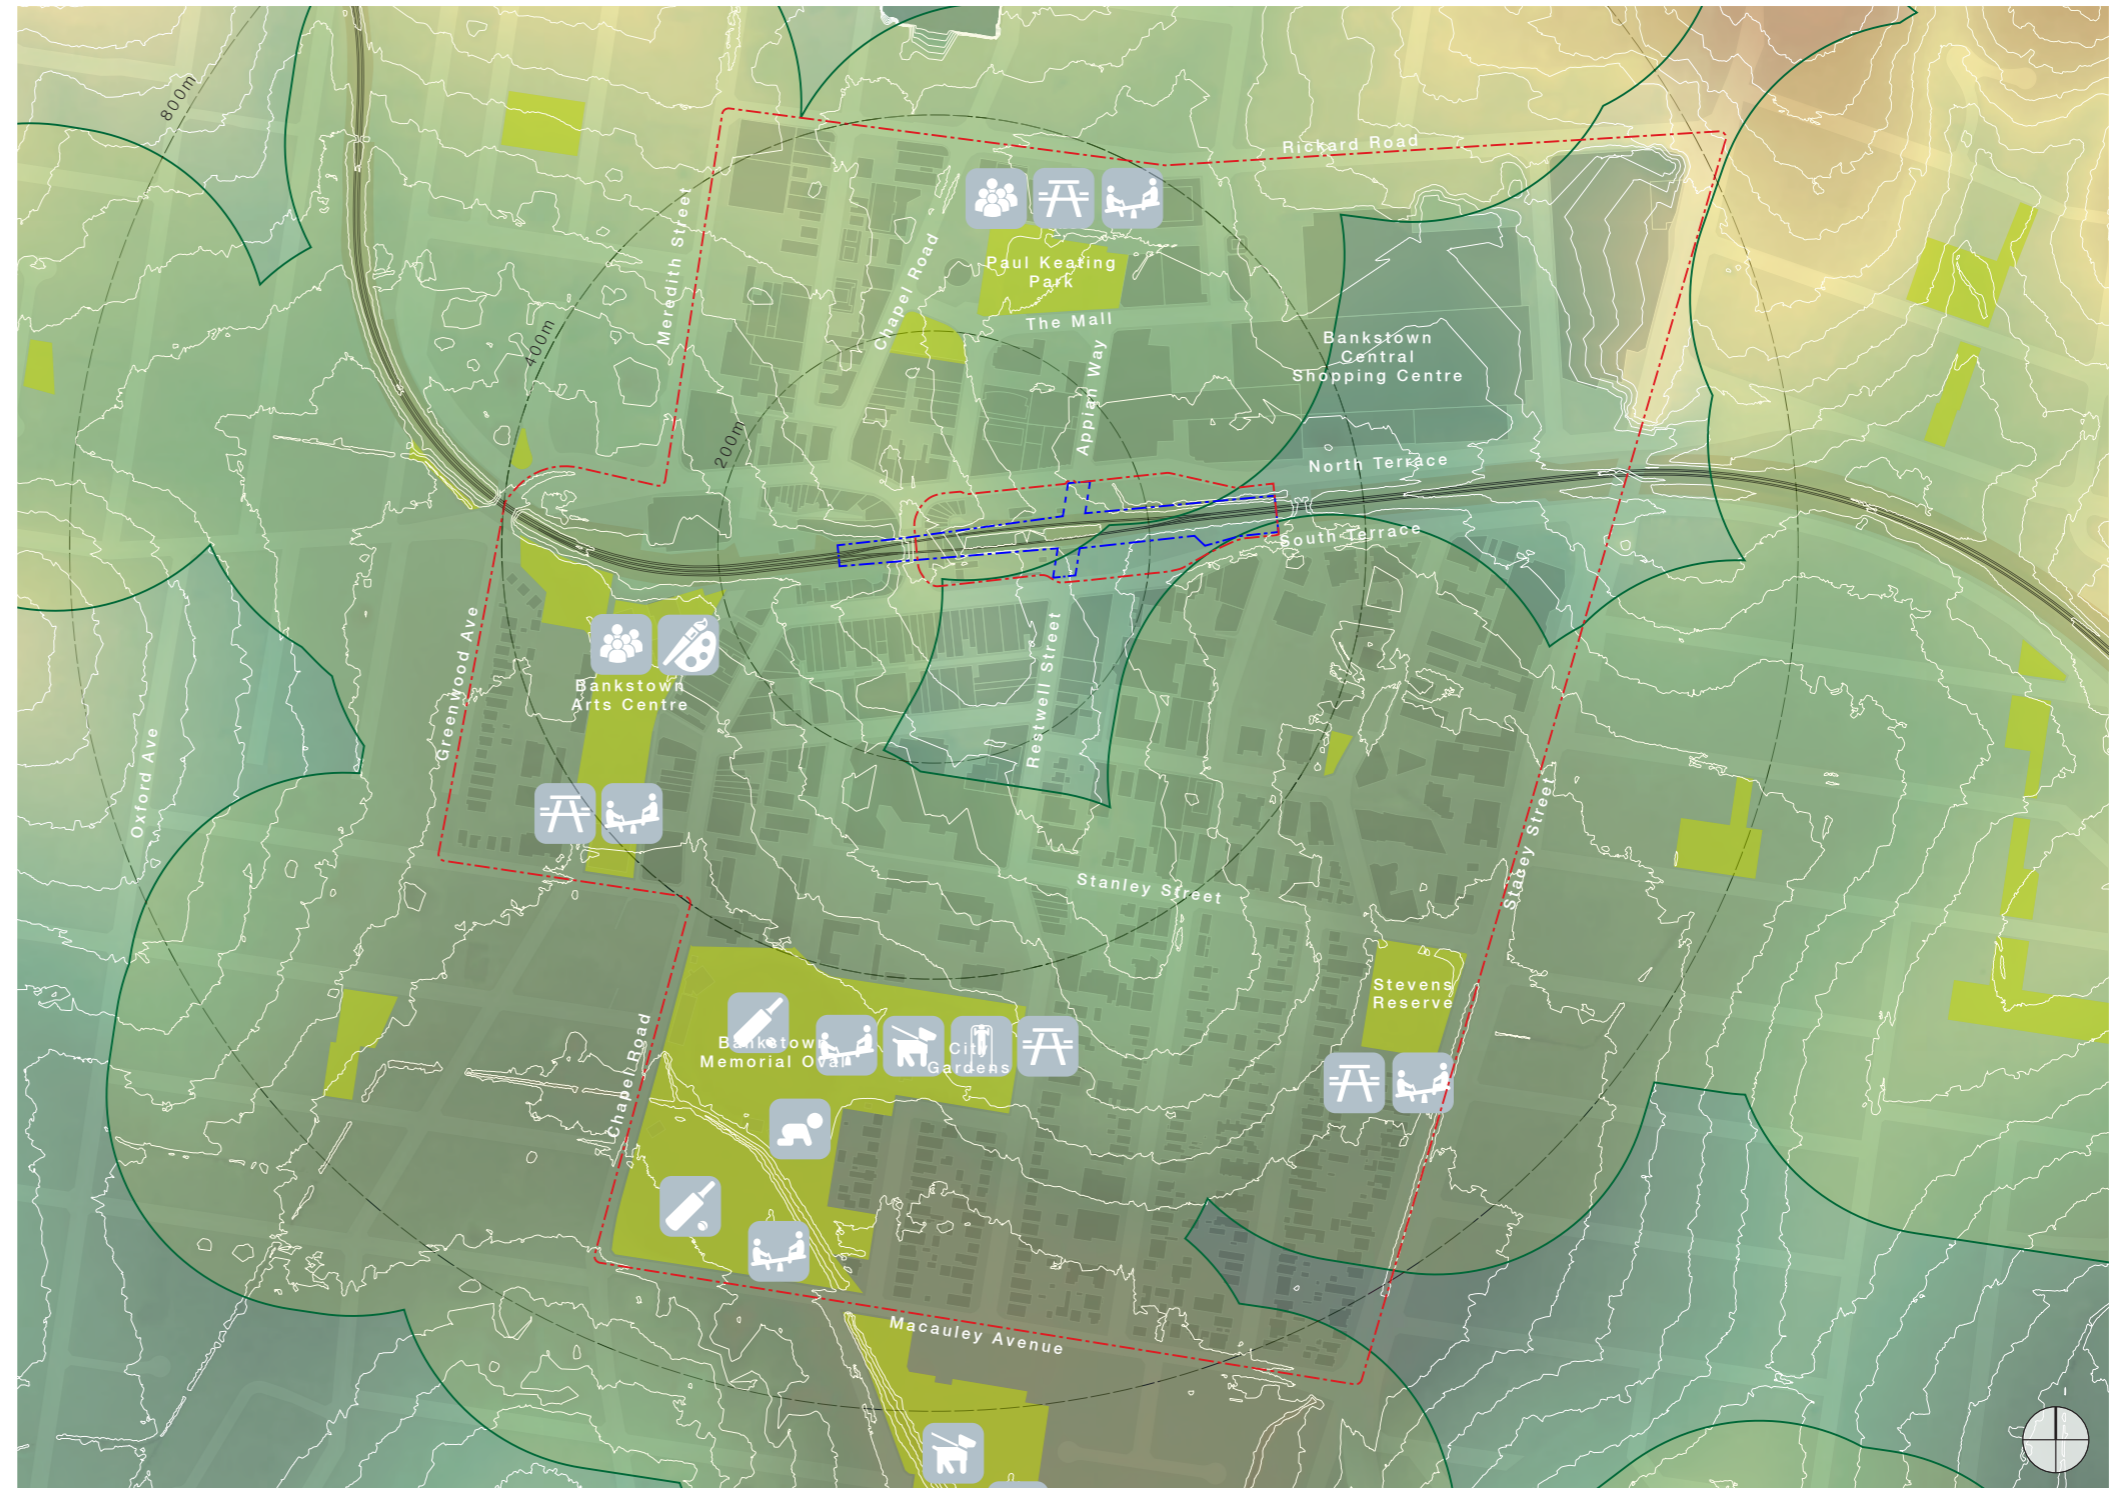 800m
Rickard Road
Meredith Street
Chapel Road
Paul Keating
Park
The Mall
400m
Appian Way
Bankstown
Central
Shopping Centre
200m
North Terrace
South Terrace
Greenwood Ave
Bankstown
Arts Centre
Restwell Street
Oxford Ave
Stacey Street
Stanley Street
Stevens
Reserve
Bankstown
Memorial Oval
City
Gardens
Chapel Road
Macauley Avenue